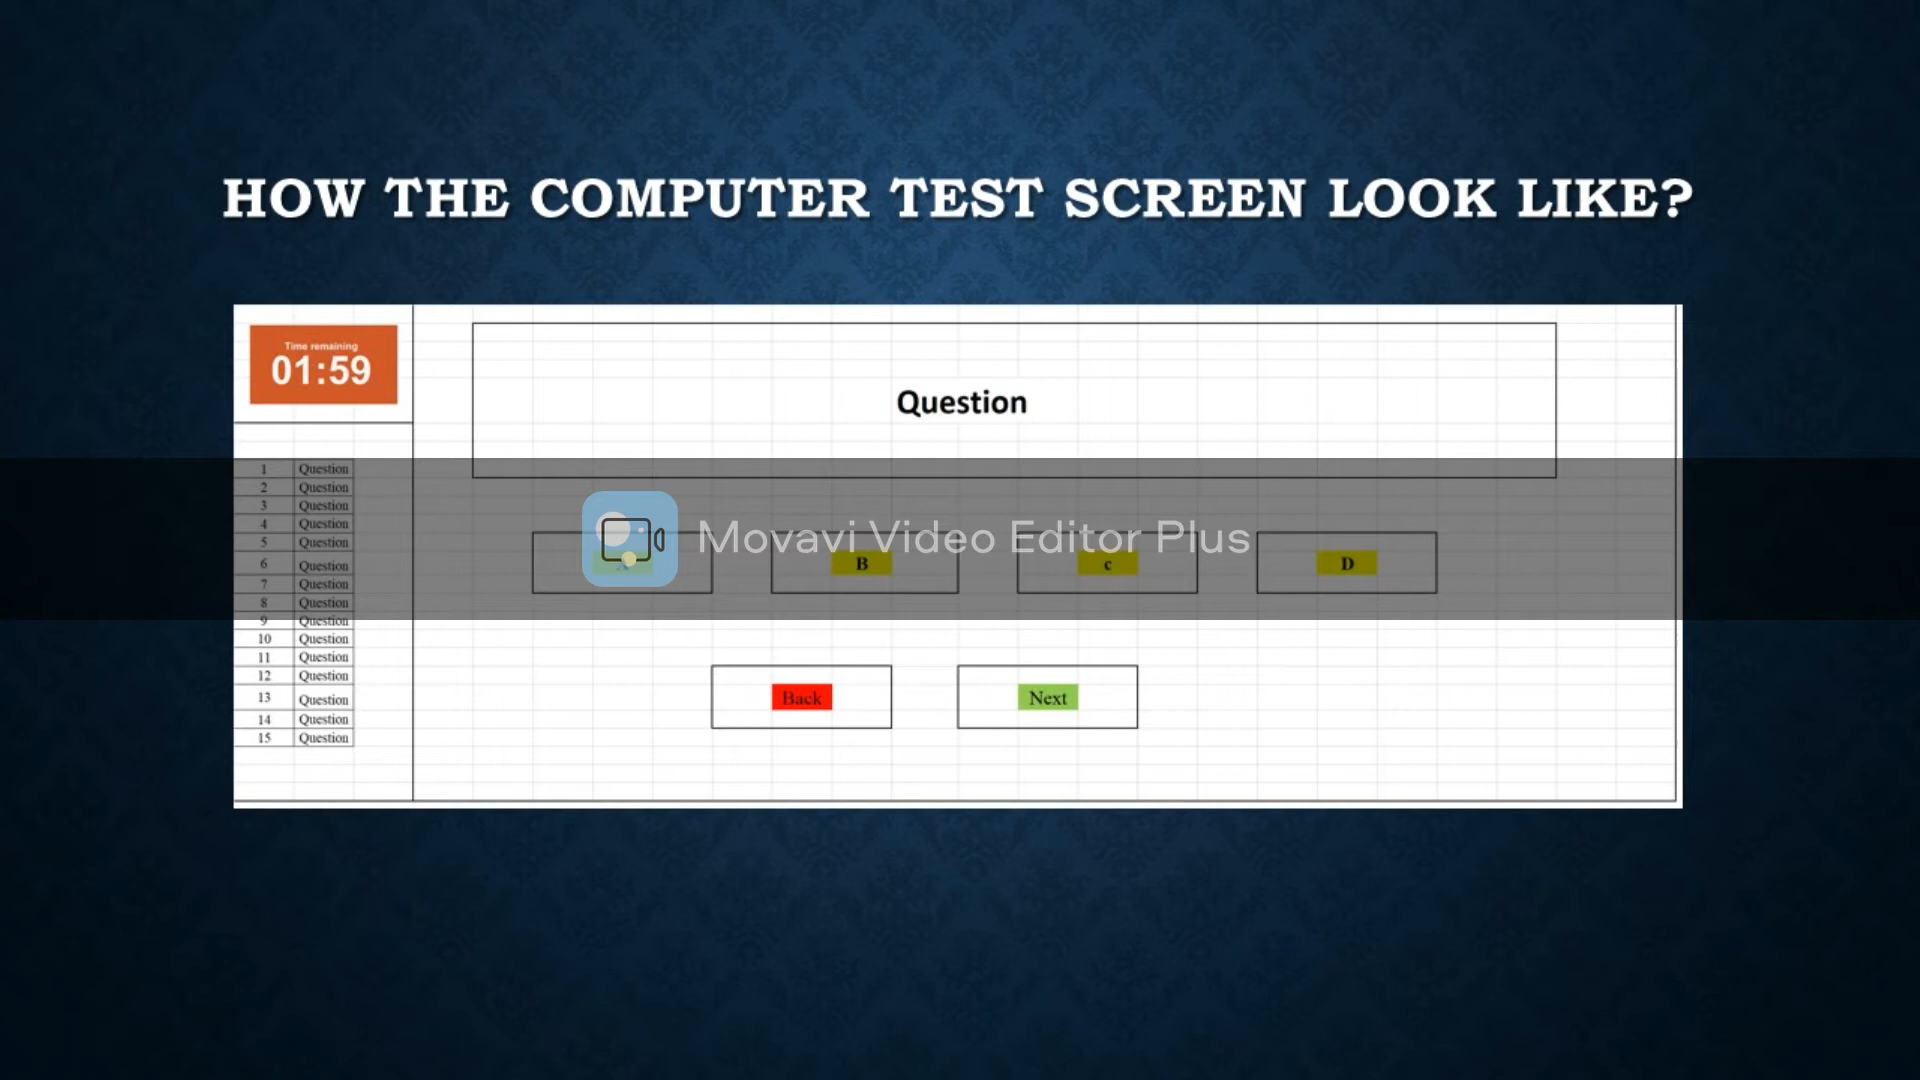 HOW THE COMPUTER TEST SCREEN LOOK LIKE?
Time remaining
01:59
Question
1 Question
2 Question
3 Question
4 Question
5 Question
6 Question
7 Question
8 Question
9 Question
10 Question
11 Question
12 Question
13 Question
14 Question
15 Question
Movavi Video Editor Plus
B
c
D
Back
Next